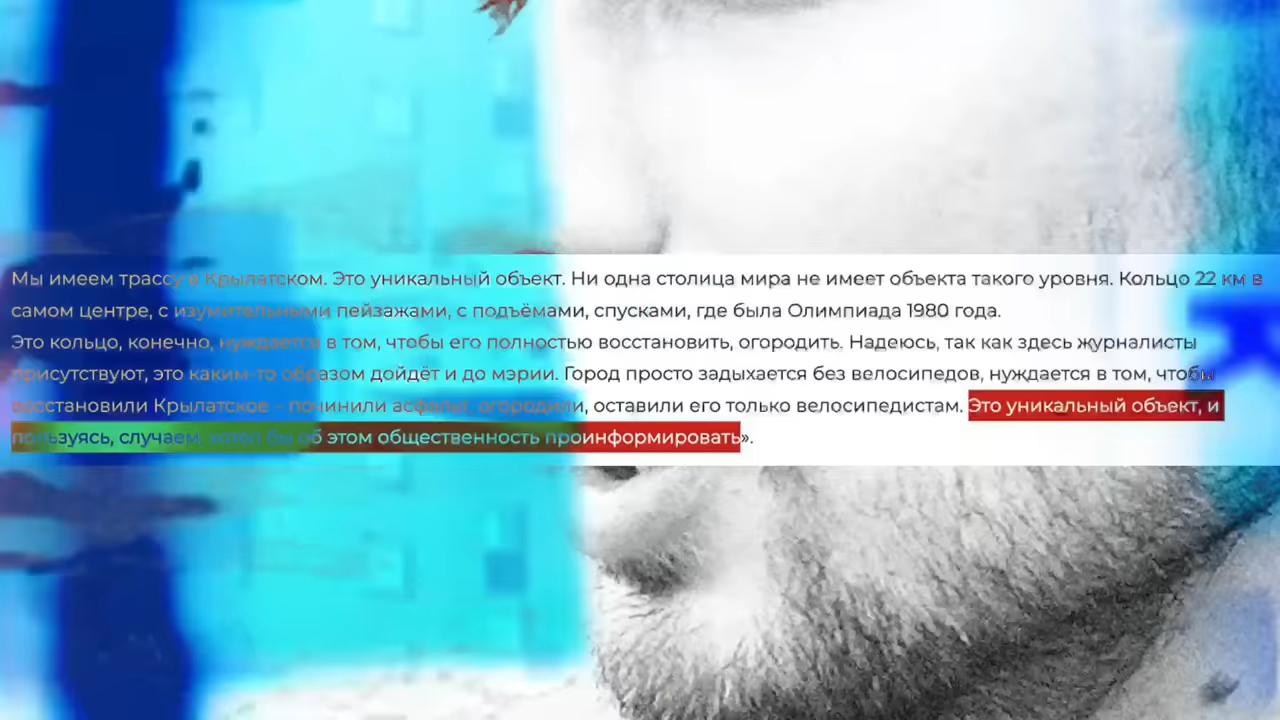 Мы имеем трассу в Крылатском. Это уникальный объект. Ни одна столица мира не имеет объекта такого уровня. Кольцо 22 км в
самом центре, с изумительными пейзажами, с подъёмами, спусками, где была Олимпиада 1980 года.
Это кольцо, конечно, нуждается в том, чтобы его полностью восстановить, огородить. Надеюсь, так как здесь журналисты
присутствуют, это каким-то образом дойдёт и до мэрии. Город просто задыхается без велосипедов, нуждается в том, чтобы
восстановили Крылатское – починили асфальт, огородили, оставили его только велосипедистам. Это уникальный объект, и
пользуясь, случаем, хотел бы об этом общественность проинформировать».